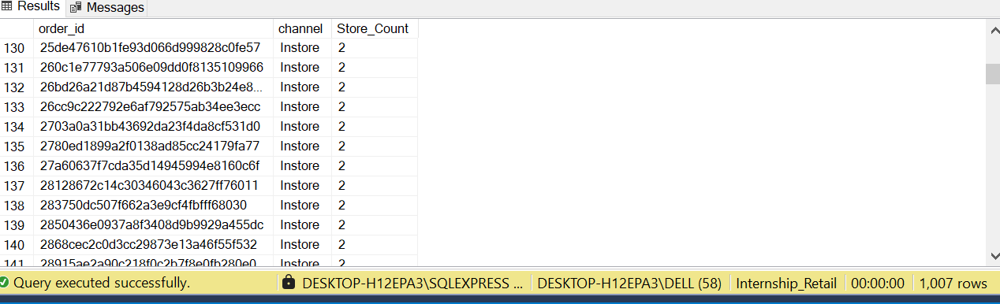 Results Messages
order_id channel Store_Count
130 25de47610b1fe93d066d999828c0fe57 Instore 2
131 260c1e77793a506e09dd0f8135109966 Instore 2
132 26bd26a21d87b4594128d26b3b24e8... Instore 2
133 26cc9c222792e6af792575ab34ee3ecc Instore 2
134 2703a0a31bb43692da23f4da8cf531d0 Instore 2
135 2780ed1899a2f0138ad85cc24179fa77 Instore 2
136 27a60637f7cda35d14945994e8160c6f Instore 2
137 28128672c14c30346043c3627ff76011 Instore 2
138 283750dc507f662a3e9cf4fbfff68030 Instore 2
139 2850436e0937a8f3408d9b9929a455dc Instore 2
140 2868cec2c0d3cc29873e13a46f55f532 Instore 2
141 28915ae2a90c218f0c2b7f8e0fb280e0 Instore 2
Query executed successfully. DESKTOP-H12EPA3\SQLEXPRESS ... DESKTOP-H12EPA3\DELL (58) Internship_Retail 00:00:00 1,007 rows